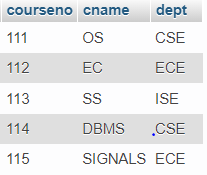 courseno cname dept
111 OS CSE
112 EC ECE
113 SS ISE
114 DBMS CSE
115 SIGNALS ECE